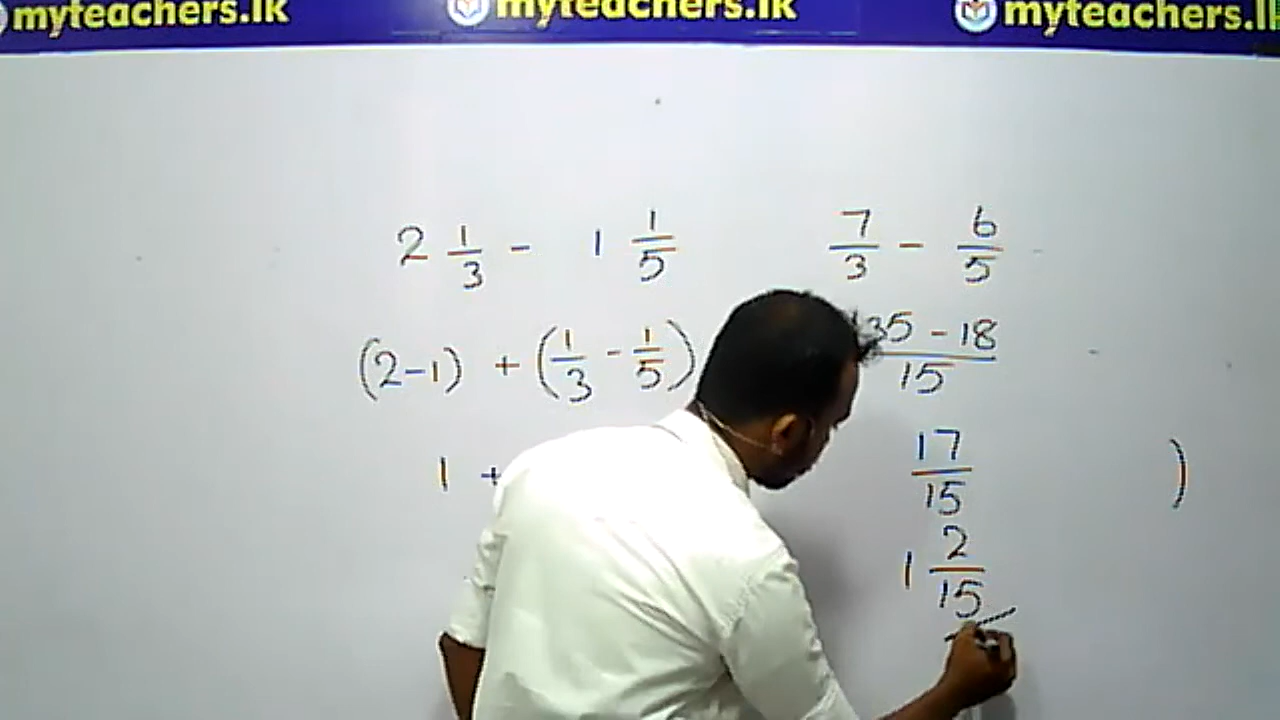 myteachers.lk myteachers.lk myteachers.l
2 1/3 - 1 1/5
(2-1) + (1/3 - 1/5)
1 +
7/3 - 6/5
35 - 18/15
17/15
)
1 2/15